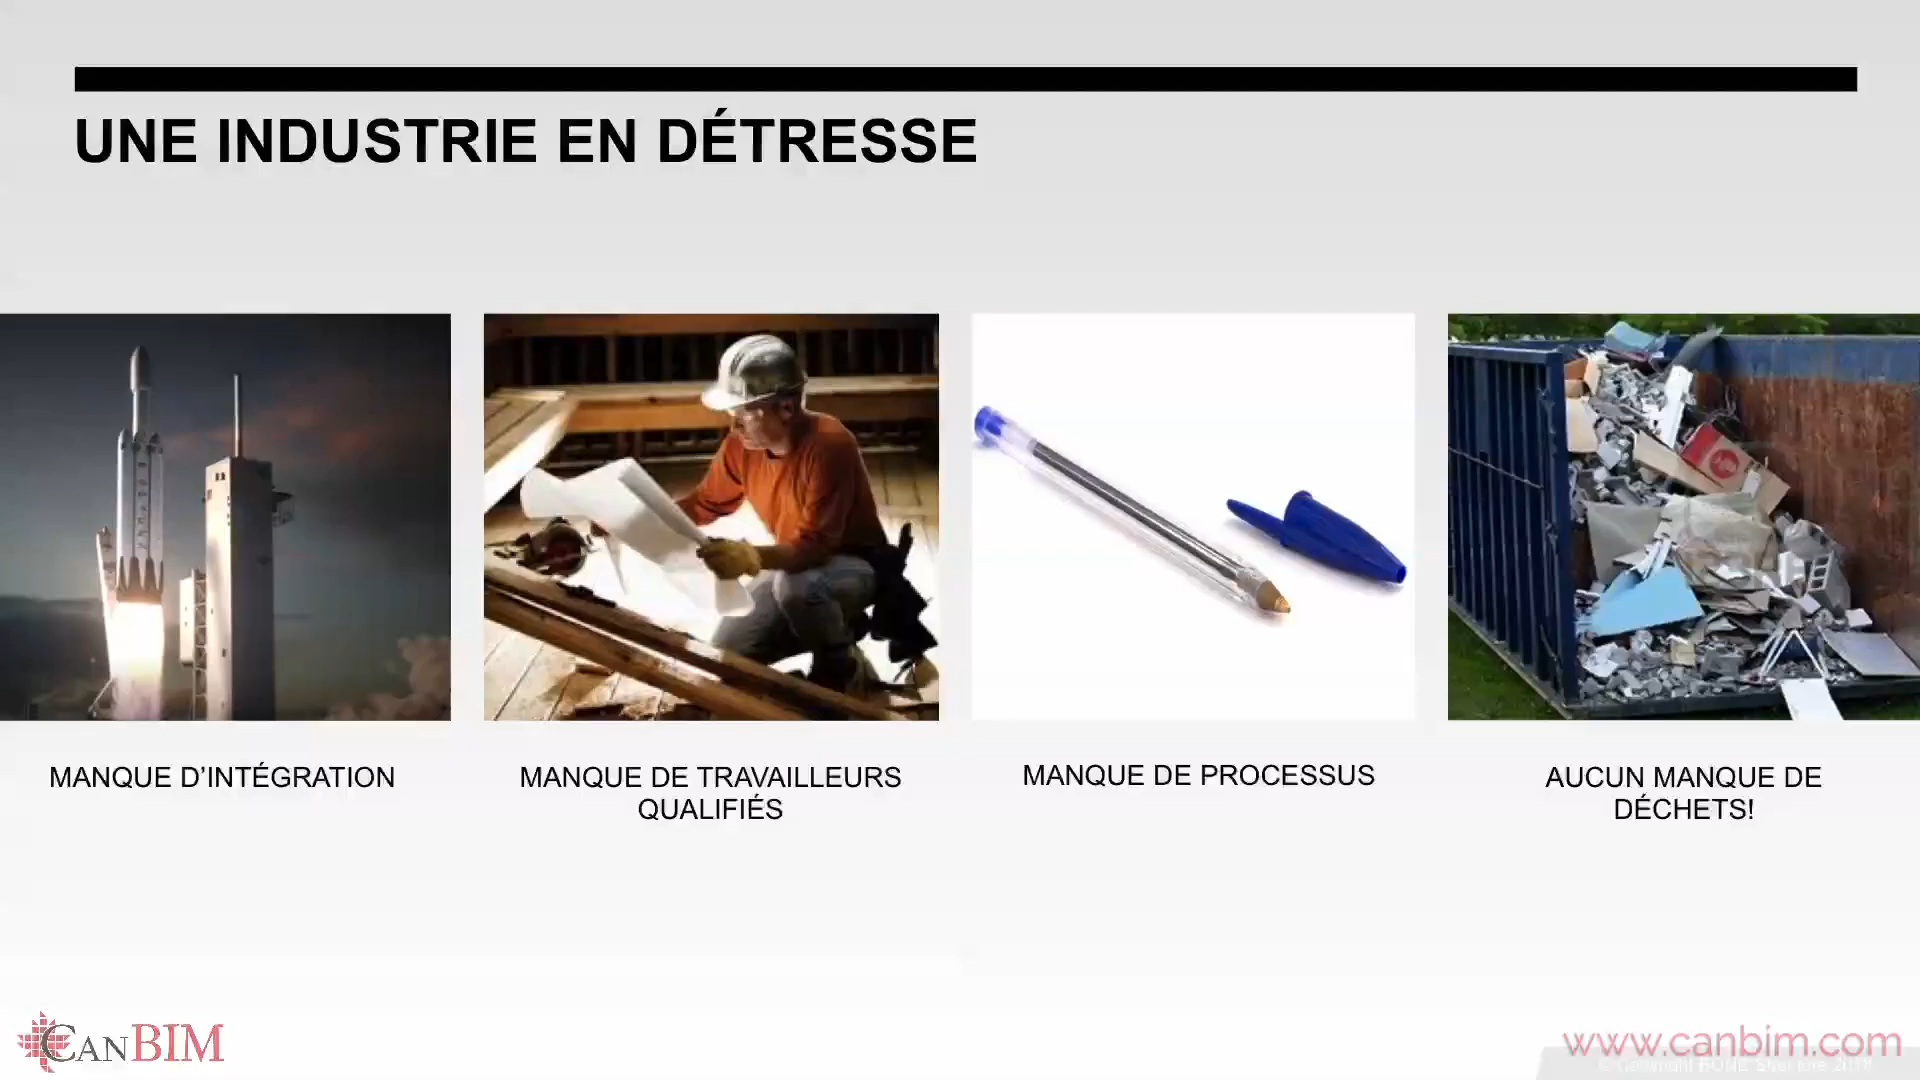 UNE INDUSTRIE EN DÉTRESSE
MANQUE D’INTÉGRATION
MANQUE DE TRAVAILLEURS
QUALIFIÉS
MANQUE DE PROCESSUS
AUCUN MANQUE DE
DÉCHETS!
CANBIM
www.canbim.com